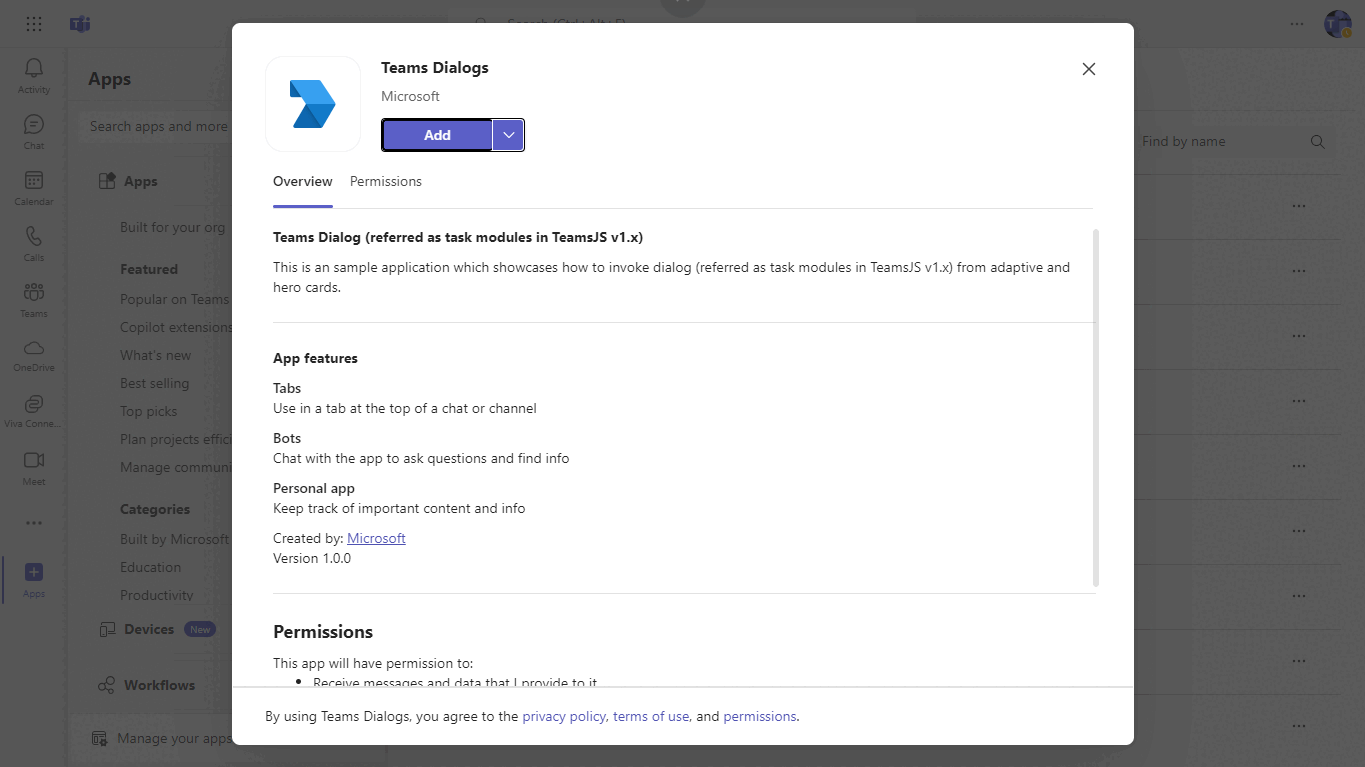 Search (Ctrl+Alt+E)
Activity
Chat
Calendar
Calls
Teams
OneDrive
Viva Conne...
Meet
Apps
Apps
Search apps and more
Apps
Built for your org
Featured
Popular on Teams
Copilot extensions
What's new
Best selling
Top picks
Plan projects effici
Manage communi
Categories
Built by Microsoft
Education
Productivity
Devices New
Workflows
Manage your apps
Teams Dialogs
Microsoft
Add
Overview Permissions
Teams Dialog (referred as task modules in TeamsJS v1.x)
This is an sample application which showcases how to invoke dialog (referred as task modules in TeamsJS v1.x) from adaptive and
hero cards.
App features
Tabs
Use in a tab at the top of a chat or channel
Bots
Chat with the app to ask questions and find info
Personal app
Keep track of important content and info
Created by: Microsoft
Version 1.0.0
Permissions
This app will have permission to:
Receive messages and data that I provide to it.
By using Teams Dialogs, you agree to the privacy policy, terms of use, and permissions.
Find by name